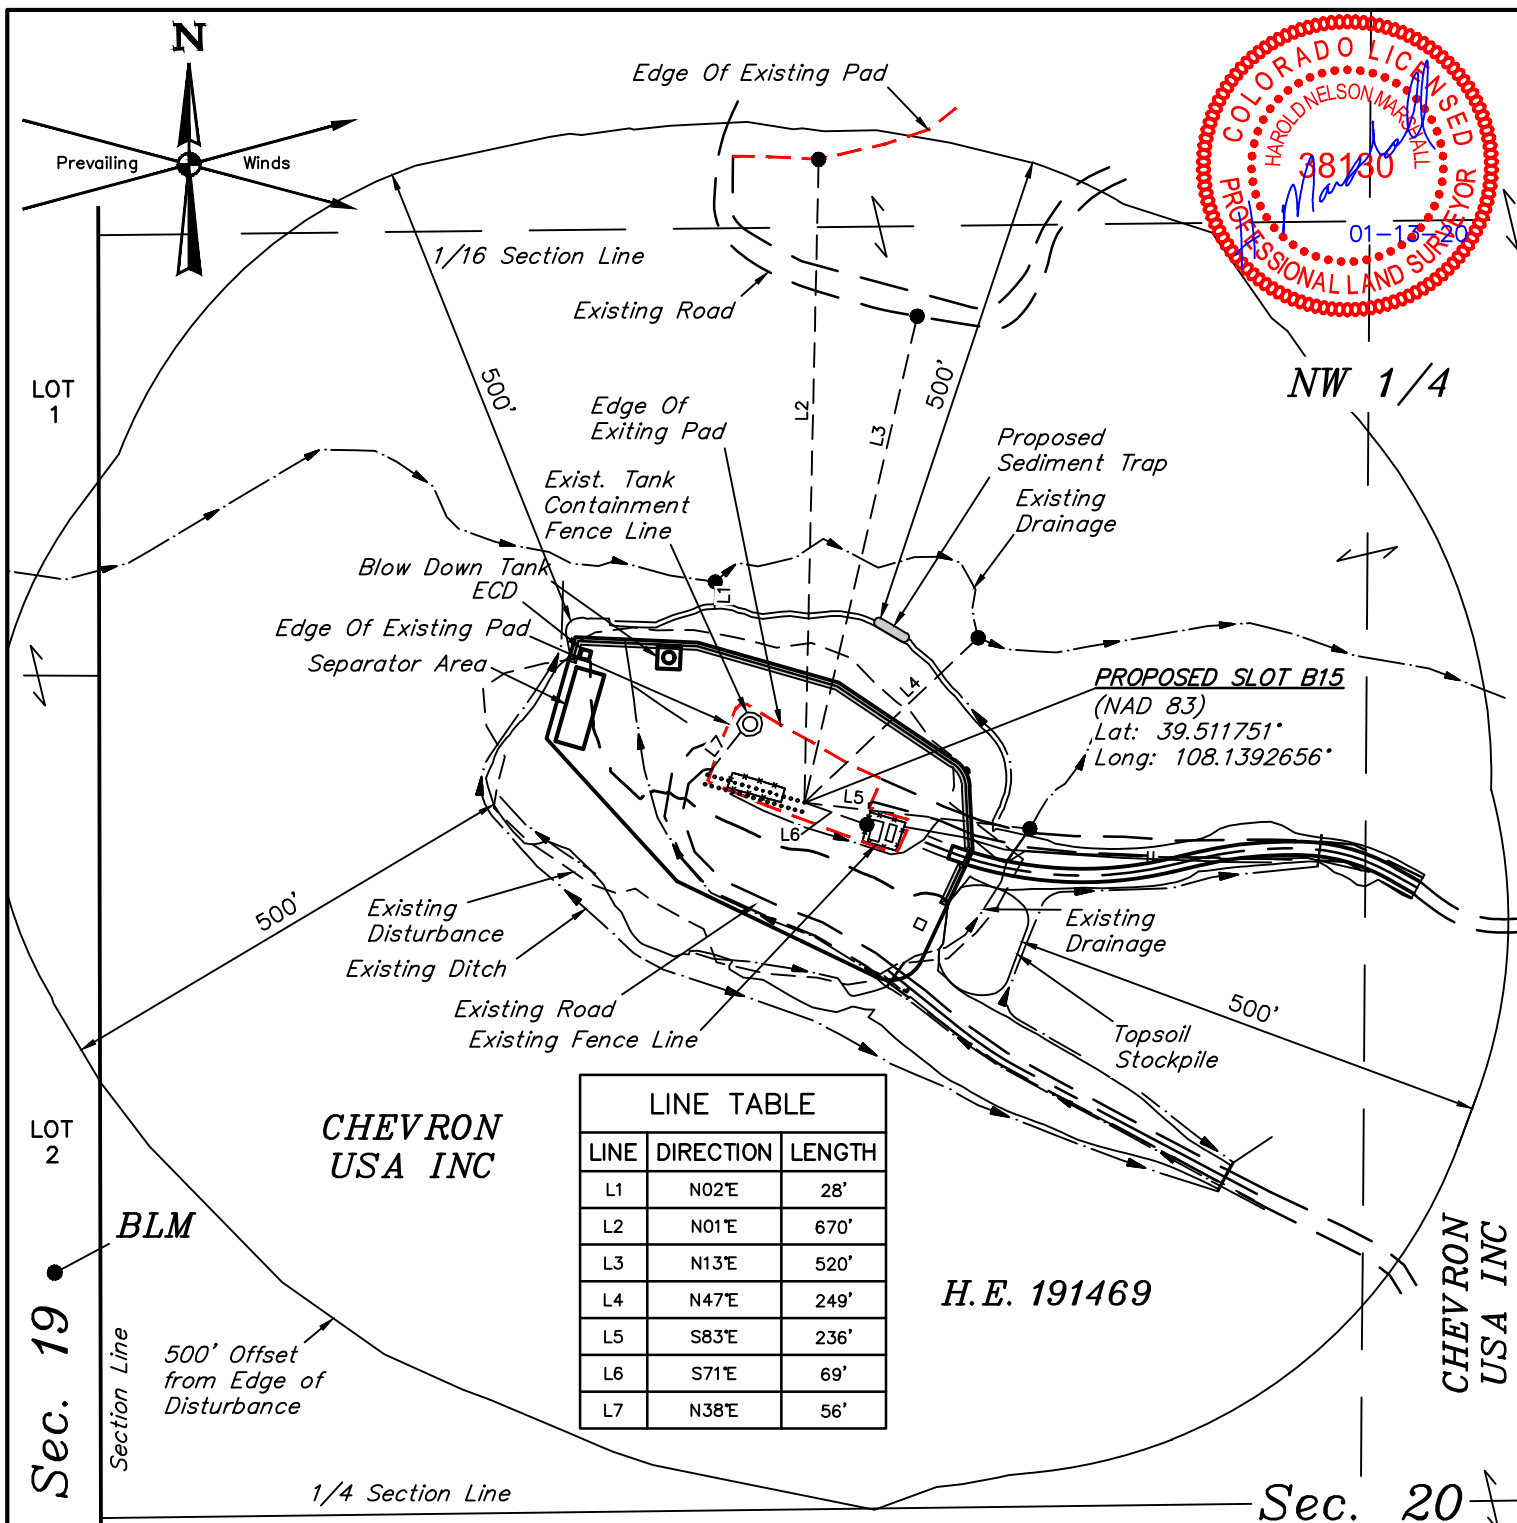 N
Prevailing Winds
Edge Of Existing Pad
COLORADO LICENSED
PROFESSIONAL LAND SURVEYOR
HAROLD NELSON MARSHALL
38130
Marshall
01-13-20
1/16 Section Line
Existing Road
NW 1/4
LOT
1
500'
500'
L2
L3
Edge Of
Exiting Pad
Proposed
Sediment Trap
Exist. Tank
Containment
Fence Line
Existing
Drainage
Blow Down Tank
ECD
L1
Edge Of Existing Pad
Separator Area
L4
PROPOSED SLOT B15
(NAD 83)
Lat: 39.511751°
Long: 108.1392656°
L7
L5
L6
500'
Existing
Disturbance
Existing Ditch
Existing
Drainage
Existing Road
Existing Fence Line
500'
Topsoil
Stockpile
LINE TABLE
LINE DIRECTION LENGTH
L1 N02°E 28'
L2 N01°E 670'
L3 N13°E 520'
L4 N47°E 249'
L5 S83°E 236'
L6 S71°E 69'
L7 N38°E 56'
CHEVRON
USA INC
LOT
2
BLM
H.E. 191469
CHEVRON
USA INC
Sec. 19
Section Line
500' Offset
from Edge of
Disturbance
1/4 Section Line
Sec. 20